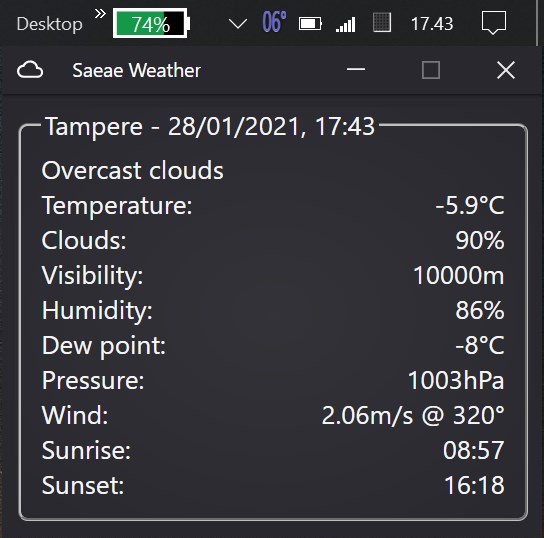 Desktop » 74% 06° 17.43
Saeae Weather
Tampere - 28/01/2021, 17:43
Overcast clouds
Temperature: -5.9°C
Clouds: 90%
Visibility: 10000m
Humidity: 86%
Dew point: -8°C
Pressure: 1003hPa
Wind: 2.06m/s @ 320°
Sunrise: 08:57
Sunset: 16:18